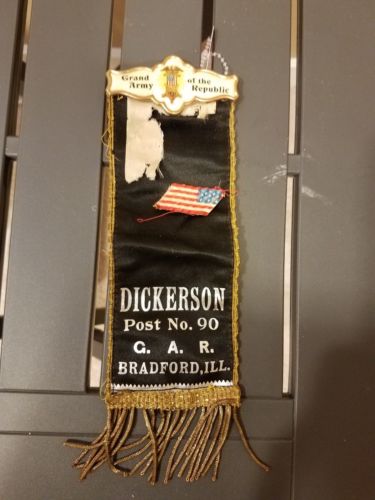 Grand Army of the Republic
DICKERSON
Post No. 90
G. A. R.
BRADFORD, ILL.